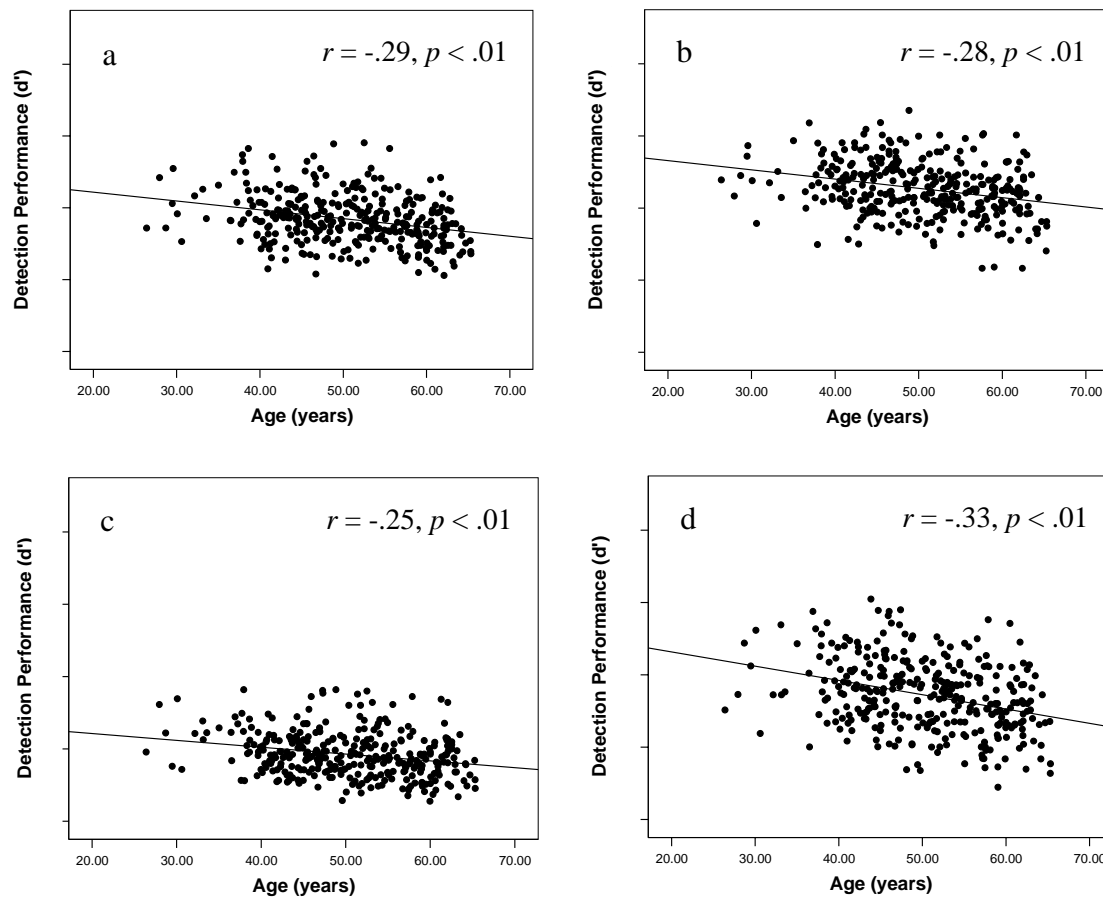 a
r = -.29, p < .01
Detection Performance (d')
20.00 30.00 40.00 50.00 60.00 70.00
Age (years)
b
r = -.28, p < .01
Detection Performance (d')
20.00 30.00 40.00 50.00 60.00 70.00
Age (years)
c
r = -.25, p < .01
Detection Performance (d')
20.00 30.00 40.00 50.00 60.00 70.00
Age (years)
d
r = -.33, p < .01
Detection Performance (d')
20.00 30.00 40.00 50.00 60.00 70.00
Age (years)